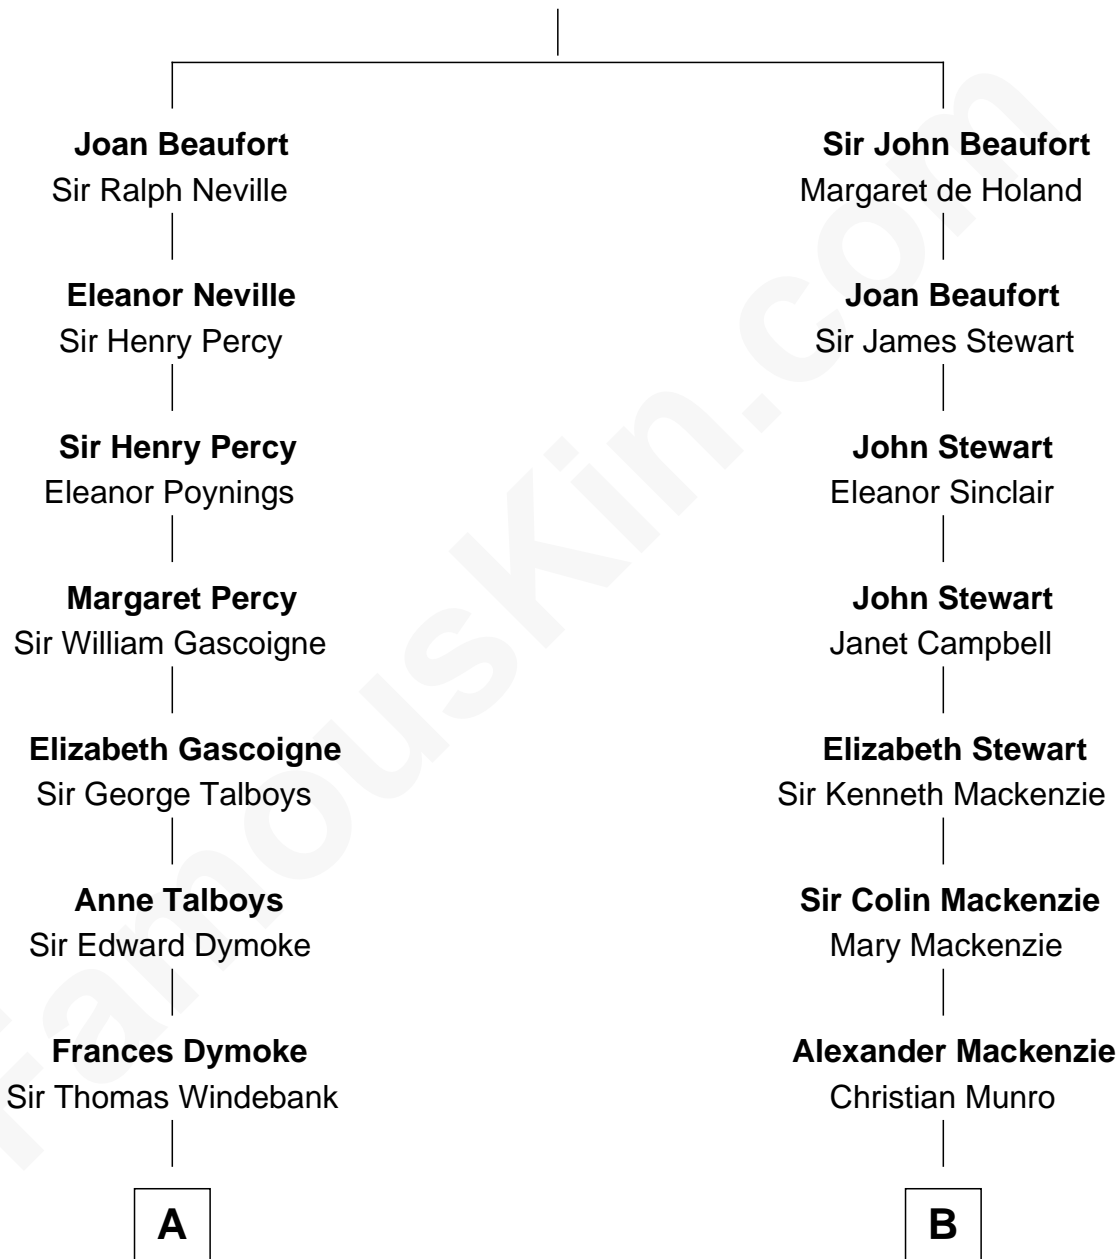 Joan Beaufort
Sir Ralph Neville
Eleanor Neville
Sir Henry Percy
Sir Henry Percy
Eleanor Poynings
Margaret Percy
Sir William Gascoigne
Elizabeth Gascoigne
Sir George Talboys
Anne Talboys
Sir Edward Dymoke
Frances Dymoke
Sir Thomas Windebank
A
Sir John Beaufort
Margaret de Holand
Joan Beaufort
Sir James Stewart
John Stewart
Eleanor Sinclair
John Stewart
Janet Campbell
Elizabeth Stewart
Sir Kenneth Mackenzie
Sir Colin Mackenzie
Mary Mackenzie
Alexander Mackenzie
Christian Munro
B
FamousKin.com